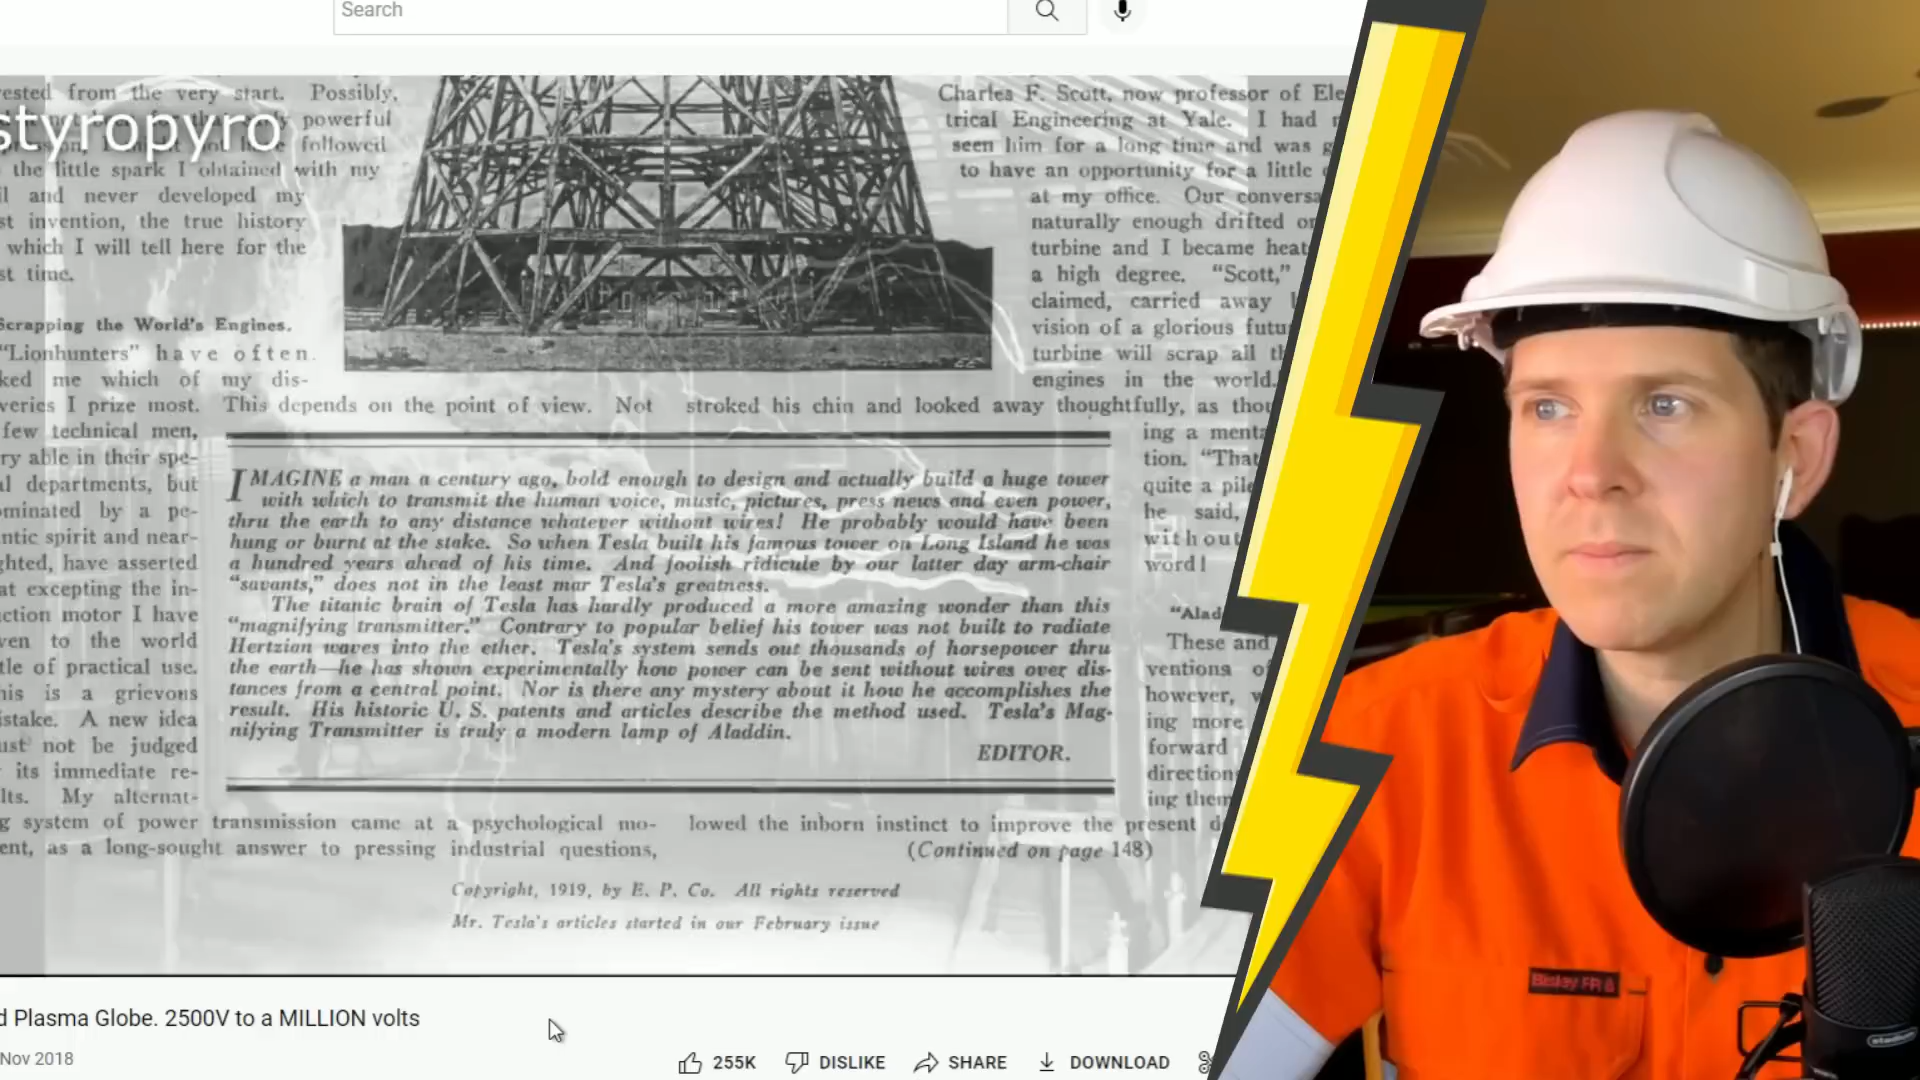 Search
styropyro
ested from the very start. Possibly,
powerful
followed
the little spark I obtained with my
il and never developed my
st invention, the true history
which I will tell here for the
st time.
Scrapping the World's Engines.
"Lionhunters" have often
ked me which of my dis-
veries I prize most. This depends on the point of view. Not
few technical men,
ry able in their spe-
al departments, but
minated by a pe-
ntic spirit and near-
ghted, have asserted
at excepting the in-
ction motor I have
ven to the world
tle of practical use.
his is a grievous
istake. A new idea
ust not be judged
its immediate re-
lts. My alternat-
g system of power transmission came at a psychological mo-
ent, as a long-sought answer to pressing industrial questions,
IMAGINE a man a century ago, bold enough to design and actually build a huge tower
with which to transmit the human voice, music, pictures, press news and even power,
thru the earth to any distance whatever without wires! He probably would have been
hung or burnt at the stake. So when Tesla built his famous tower on Long Island he was
a hundred years ahead of his time. And foolish ridicule by our latter day arm-chair
"savants," does not in the least mar Tesla's greatness.
The titanic brain of Tesla has hardly produced a more amazing wonder than this
"magnifying transmitter." Contrary to popular belief his tower was not built to radiate
Hertzion waves into the ether. Tesla's system sends out thousands of horsepower thru
the earth—he has shown experimentally how power can be sent without wires over dis-
tances from a central point. Nor is there any mystery about it how he accomplishes the
result. His historic U. S. patents and articles describe the method used. Tesla's Mag-
nifying Transmitter is truly a modern lamp of Aladdin.
EDITOR.
Charles F. Scott, now professor of Ele
trical Engineering at Yale. I had
seen him for a long time and was g
to have an opportunity for a little
at my office. Our conversa
naturally enough drifted on
turbine and I became heat
a high degree. "Scott,"
claimed, carried away
vision of a glorious futu
turbine will scrap all th
engines in the world.
stroked his chin and looked away thoughtfully, as thou
ing a menta
tion. "That
quite a pile
he said,
without
word!
"Alad
These and
ventions of
however, w
ing more
forward
direction
ing them
lowed the inborn instinct to improve the present d
(Continued on page 148)
Copyright, 1919, by E. P. Co. All rights reserved
Mr. Tesla's articles started in our February issue
d Plasma Globe. 2500V to a MILLION volts
Nov 2018
255K DISLIKE SHARE DOWNLOAD
Bisley FR